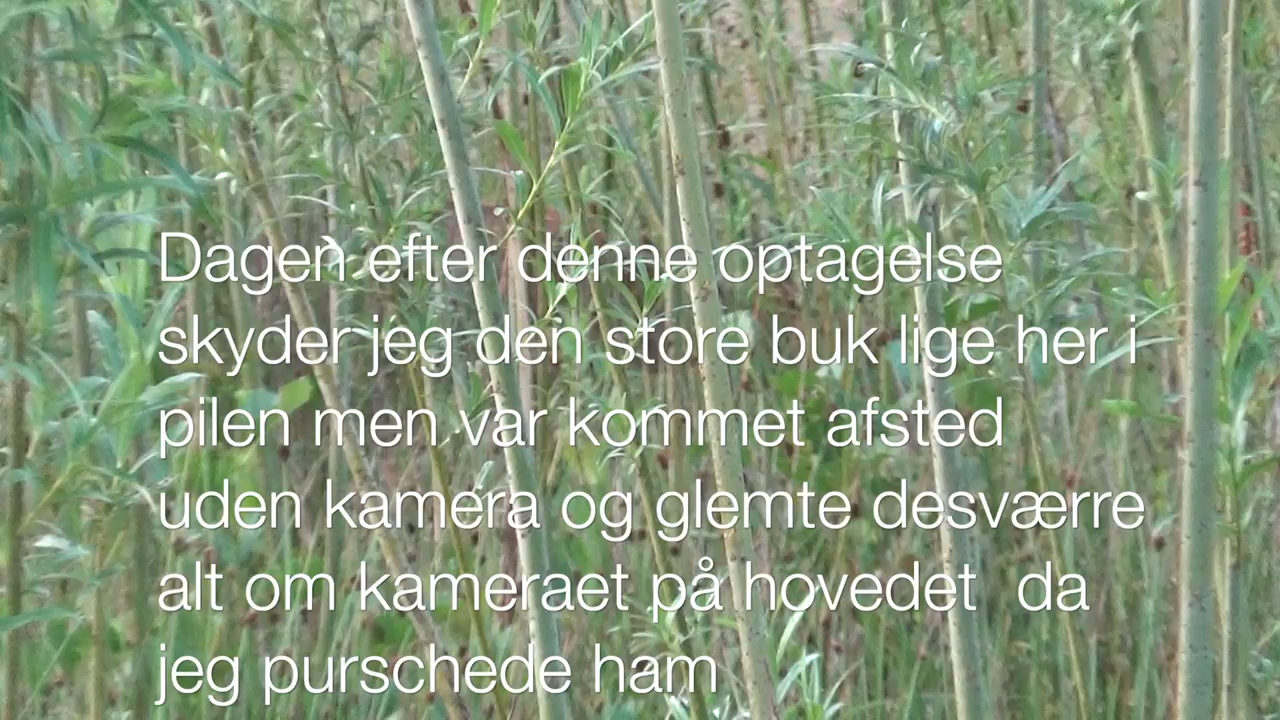 Dagen efter denne optagelse
skyder jeg den store buk lige her i
pilen men var kommet afsted
uden kamera og glemte desværre
alt om kameraet på hovedet  da
jeg purschede ham